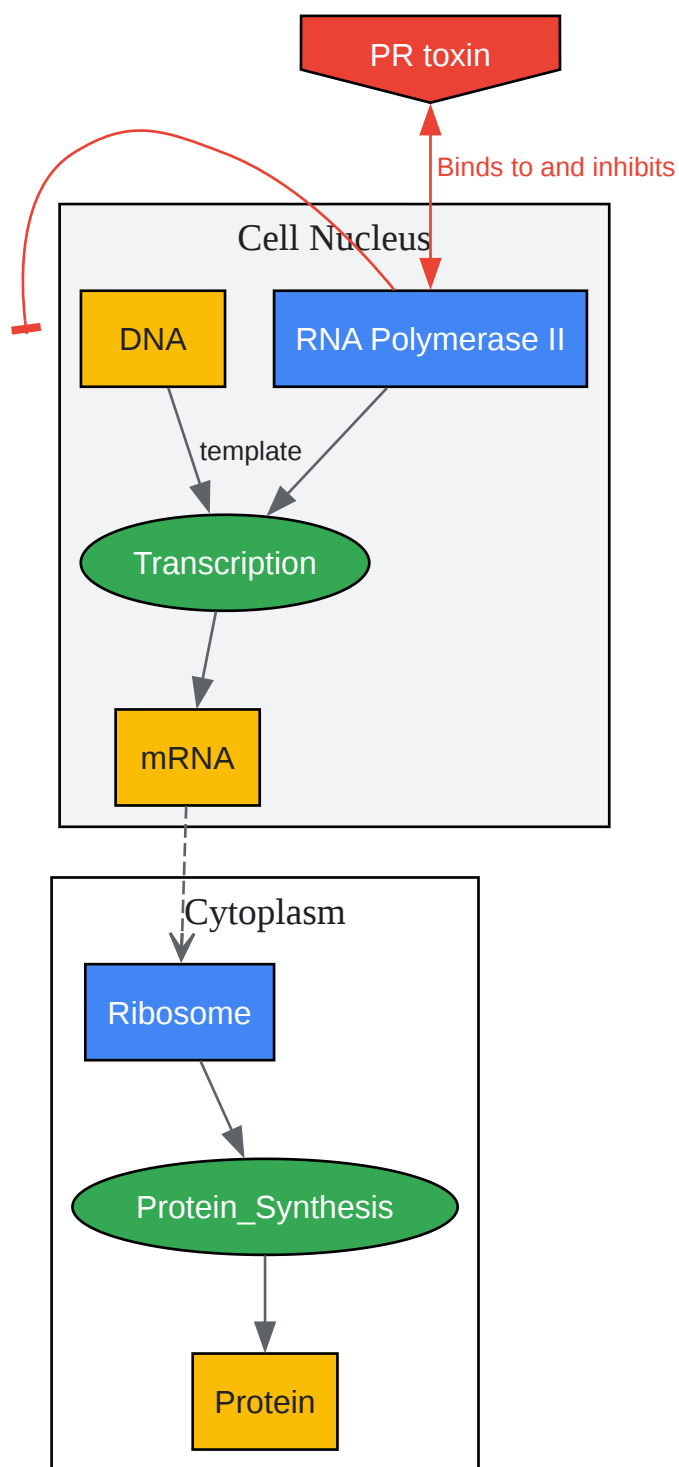 PR toxin
Binds to and inhibits
Cell Nucleus
DNA
RNA Polymerase II
template
Transcription
mRNA
Cytoplasm
Ribosome
Protein_Synthesis
Protein